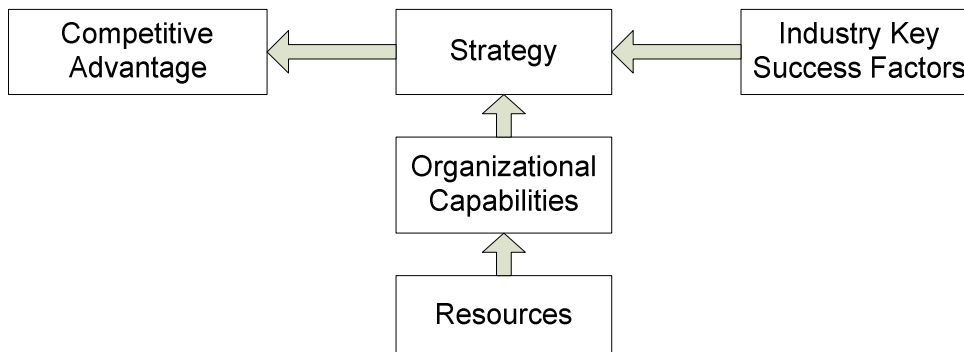 Competitive
Advantage
Strategy
Industry Key
Success Factors
Organizational
Capabilities
Resources